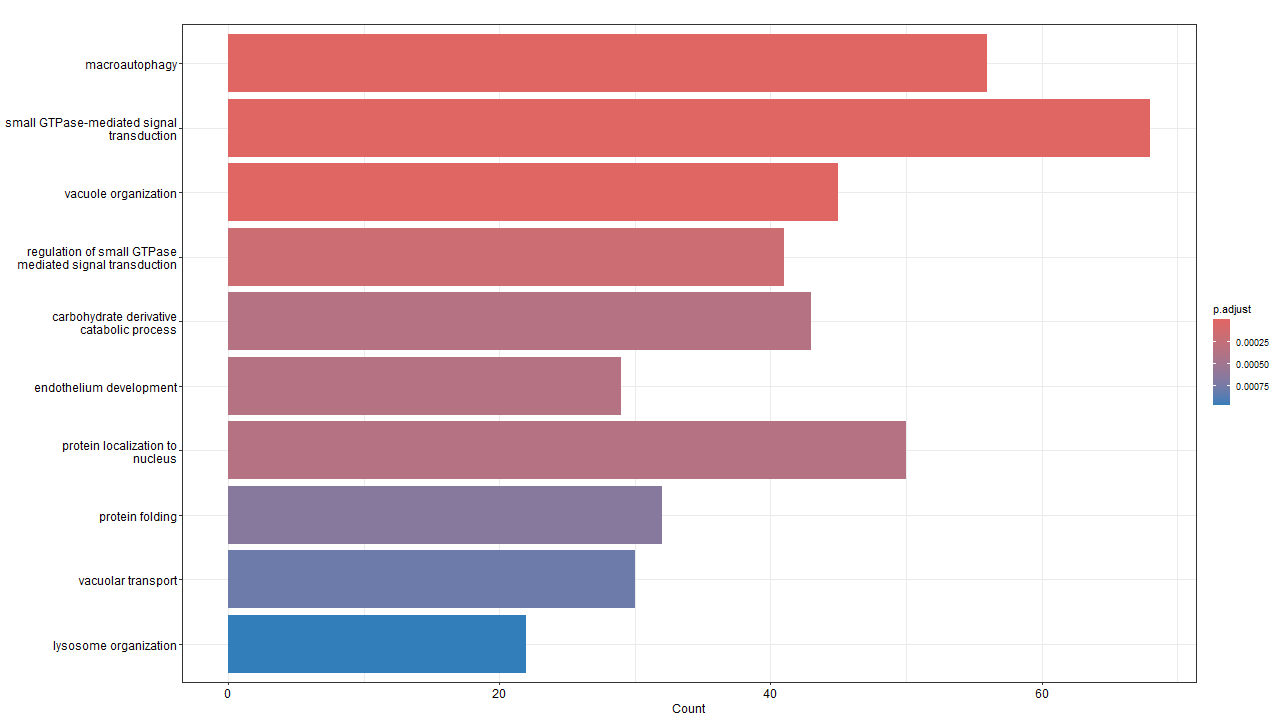 macroautophagy
small GTPase-mediated signal
transduction
vacuole organization
regulation of small GTPase
mediated signal transduction
carbohydrate derivative
catabolic process
endothelium development
protein localization to
nucleus
protein folding
vacuolar transport
lysosome organization
0
20
40
60
Count
p.adjust
0.00025
0.00050
0.00075